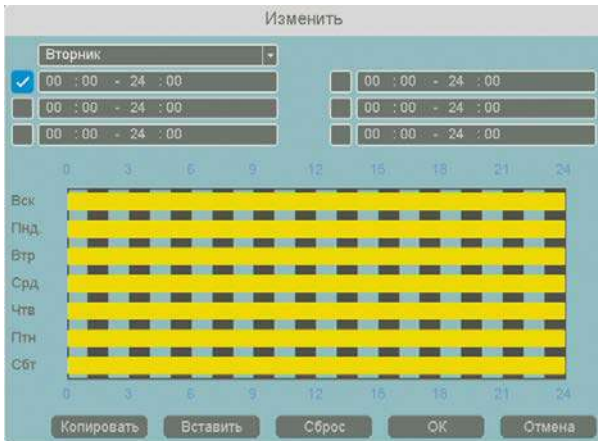 Изменить
Вторник
00 :00 - 24 :00 00 :00 - 24 :00
00 :00 - 24 :00 00 :00 - 24 :00
00 :00 - 24 :00 00 :00 - 24 :00
0 3 6 9 12 15 18 21 24
Вск
Пнд.
Втр
Срд
Чтв
Птн
Сбт
0 3 6 9 12 15 18 21 24
Копировать Вставить Сброс ОК Отмена